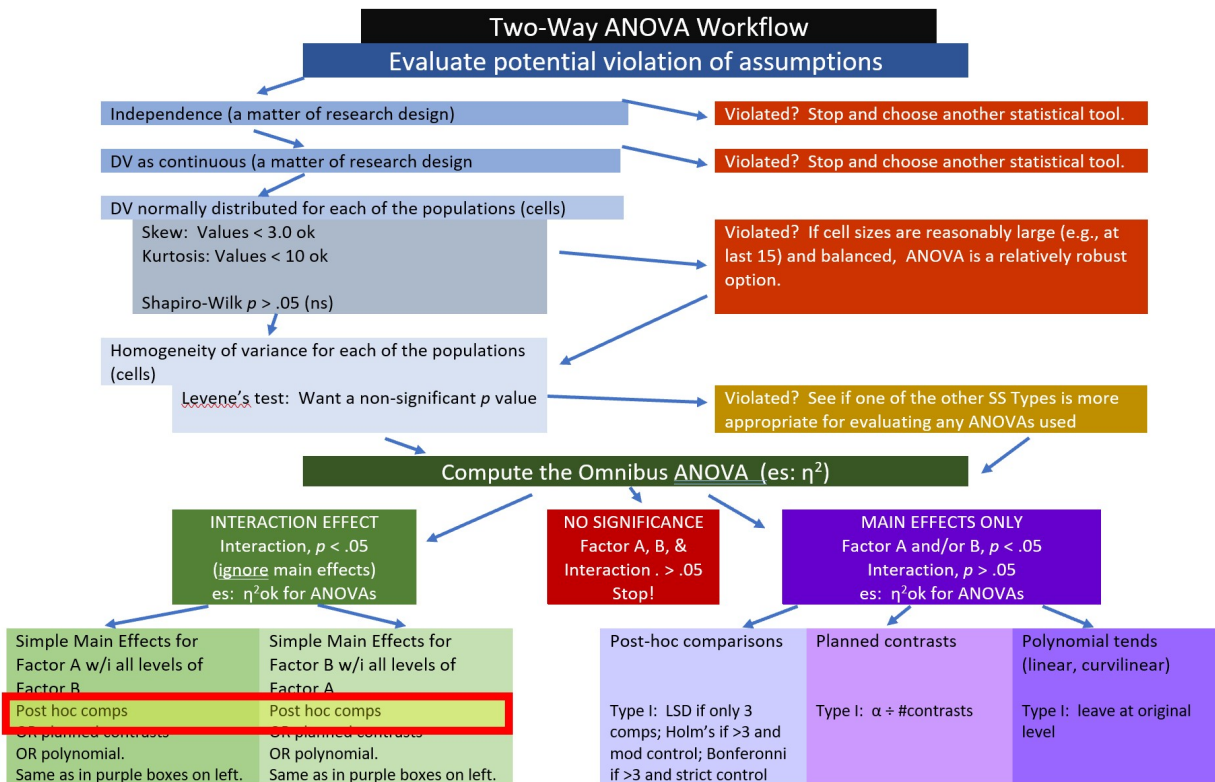 Two-Way ANOVA Workflow
Evaluate potential violation of assumptions
Independence (a matter of research design)
Violated? Stop and choose another statistical tool.
DV as continuous (a matter of research design
Violated? Stop and choose another statistical tool.
DV normally distributed for each of the populations (cells)
Skew: Values < 3.0 ok
Kurtosis: Values < 10 ok
Shapiro-Wilk p > .05 (ns)
Violated? If cell sizes are reasonably large (e.g., at
last 15) and balanced, ANOVA is a relatively robust
option.
Homogeneity of variance for each of the populations
(cells)
Levene's test: Want a non-significant p value
Violated? See if one of the other SS Types is more
appropriate for evaluating any ANOVAs used
Compute the Omnibus ANOVA (es: η²)
INTERACTION EFFECT
Interaction, p < .05
(ignore main effects)
es: η²ok for ANOVAs
NO SIGNIFICANCE
Factor A, B, &
Interaction . > .05
Stop!
MAIN EFFECTS ONLY
Factor A and/or B, p < .05
Interaction, p > .05
es: η²ok for ANOVAs
Simple Main Effects for
Factor A w/i all levels of
Factor B
Post hoc comps
OR planned contrasts
OR polynomial.
Same as in purple boxes on left.
Simple Main Effects for
Factor B w/i all levels of
Factor A
Post hoc comps
OR planned contrasts
OR polynomial.
Same as in purple boxes on left.
Post-hoc comparisons
Type I: LSD if only 3
comps; Holm's if >3 and
mod control; Bonferonni
if >3 and strict control
Planned contrasts
Type I: α ÷ #contrasts
Polynomial tends
(linear, curvilinear)
Type I: leave at original
level